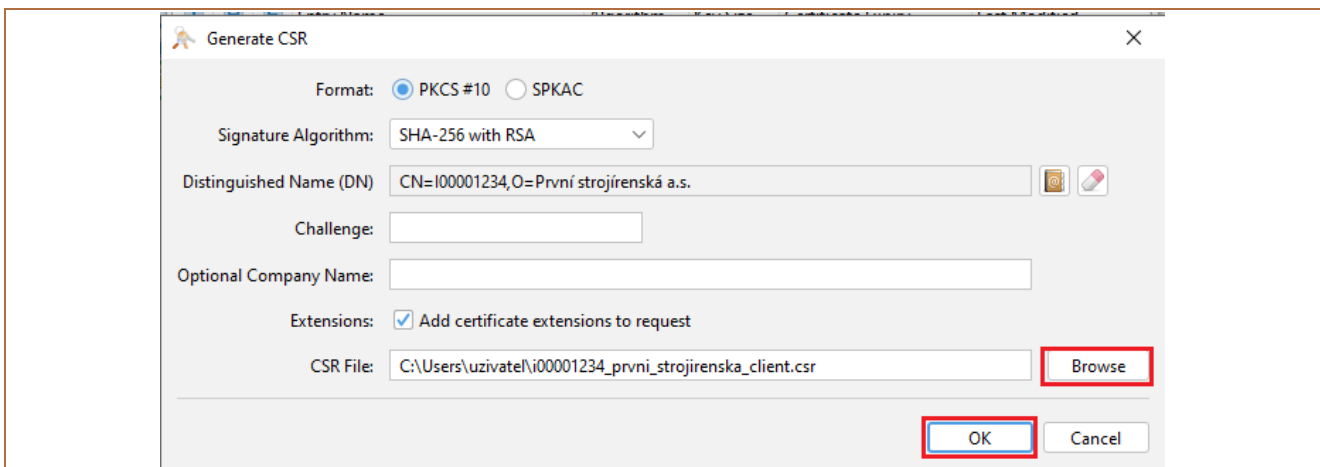 Generate CSR
Format: PKCS #10 SPKAC
Signature Algorithm: SHA-256 with RSA
Distinguished Name (DN) CN=I00001234,O=První strojírenská a.s.
Challenge:
Optional Company Name:
Extensions: Add certificate extensions to request
CSR File: C:\Users\uzivatel\i00001234_prvni_strojirenska_client.csr Browse
OK Cancel